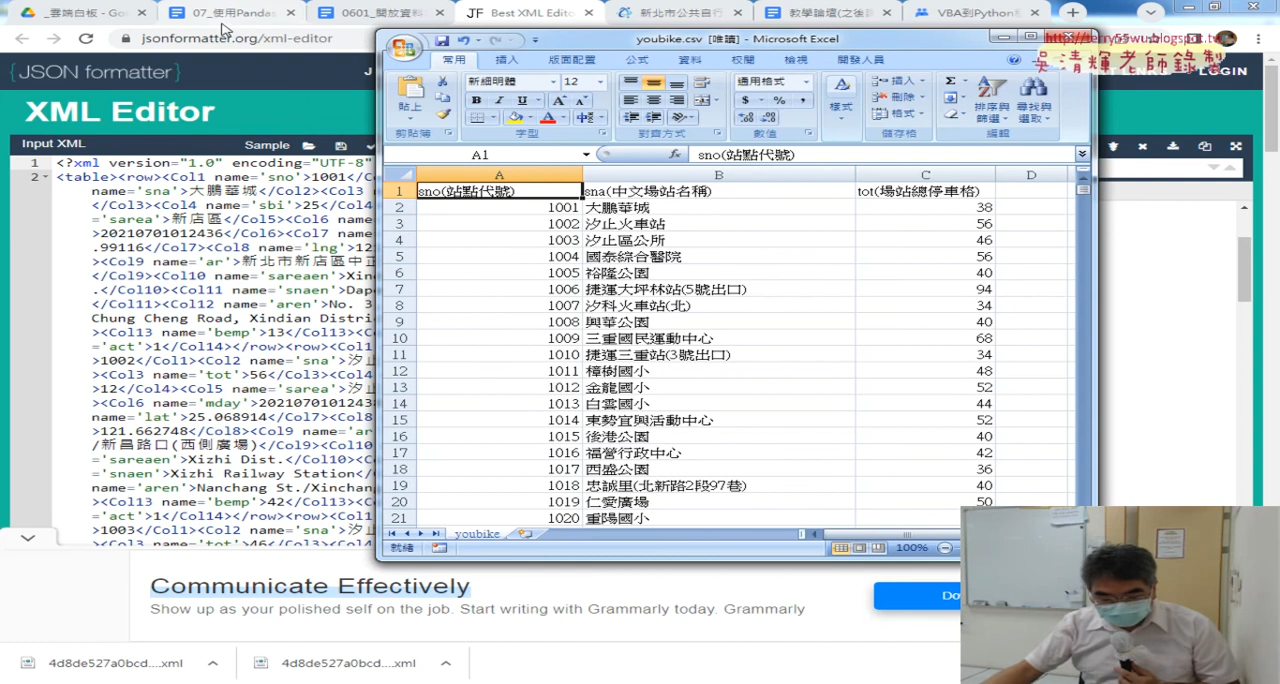 _雲端白板 - Go
07_使用Panda
0601_開放資料
Best XML Edito
新北市公共自行
教學論壇(之後
VBA到Python
jsonformatter.org/xml-editor
youbike.csv [唯讀] - Microsoft Excel
http://terry55wu.blogspot.tw
吳清輝老師錄製
{JSON formatter}
LOGIN
常用 插入 版面配置 公式 資料 校閱 檢視 開發人員
新細明體 12
通用格式
貼上
樣式
插入
刪除
格式
排序與篩選
尋找與選取
剪貼簿 字型 對齊方式 數值 儲存格 編輯
XML Editor
A1 fx sno(站點代號)
Input XML Sample
A B C D
1 sno(站點代號) sna(中文場站名稱) tot(場站總停車格)
2 1001 大鵬華城 38
3 1002 汐止火車站 56
4 1003 汐止區公所 46
5 1004 國泰綜合醫院 56
6 1005 裕隆公園 40
7 1006 捷運大坪林站(5號出口) 94
8 1007 汐科火車站(北) 34
9 1008 興華公園 40
10 1009 三重國民運動中心 68
11 1010 捷運三重站(3號出口) 34
12 1011 樟樹國小 48
13 1012 金龍國小 52
14 1013 白雲國小 44
15 1014 東勢宜興活動中心 52
16 1015 後港公園 40
17 1016 福營行政中心 42
18 1017 西盛公園 36
19 1018 忠誠里(北新路2段97巷) 40
20 1019 仁愛廣場 50
21 1020 重陽國小
youbike
就緒 100%
1 <?xml version="1.0" encoding="UTF-8"
2 <table><row><Col1 name='sno'>1001</Col1><Col2
name='sna'>大鵬華城</Col2><Col3
</Col3><Col4 name='sbi'>25</Col4
='sarea'>新店區</Col5><Col6
>20210701012436</Col6><Col7
.99116</Col7><Col8 name='lng'>12
<Col9 name='ar'>新北市新店區中正
</Col9><Col10 name='sareaen'>Xin
.</Col10><Col11 name='snaen'>Dape
<Col12 name='aren'>No. 3
Chung Cheng Road, Xindian Distri
><Col13 name='bemp'>13</Col13><C
='act'>1</Col14></row><row><Col1
>1002</Col1><Col2 name='sna'>汐止
><Col3 name='tot'>56</Col3><Col4
>12</Col4><Col5 name='sarea'>汐止
<Col6 name='mday'>2021070101243
name='lat'>25.068914</Col7><Col8
>121.662748</Col8><Col9 name='ar
/新昌路口(西側廣場)</Col9><Col10
='sareaen'>Xizhi Dist.</Col10><C
='snaen'>Xizhi Railway Station</
name='aren'>Nanchang St./Xinchan
><Col13 name='bemp'>42</Col13><C
='act'>1</Col14></row><row><Col1
>1003</Col1><Col2 name='sna'>汐止
><Col3 name='tot'>46</Col3><Col4
Communicate Effectively
Show up as your polished self on the job. Start writing with Grammarly today. Grammarly
Do
4d8de527a0bcd....xml
4d8de527a0bcd....xml